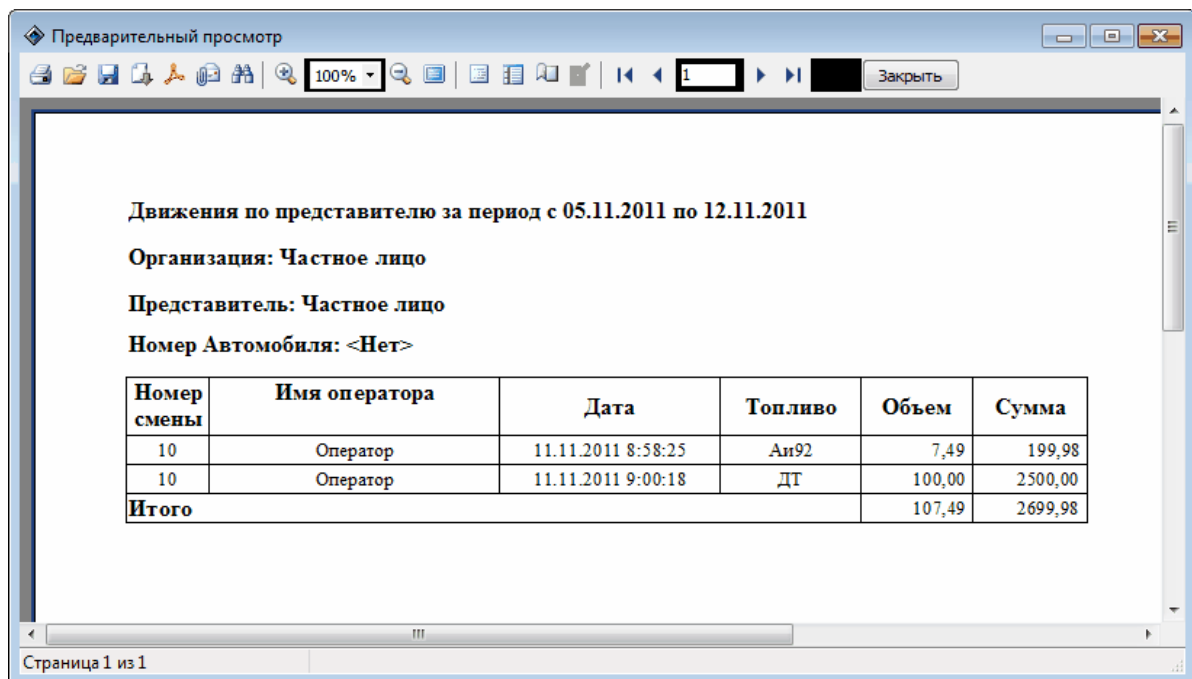 Предварительный просмотр
100% 1 Закрыть
Движения по представителю за период с 05.11.2011 по 12.11.2011
Организация: Частное лицо
Представитель: Частное лицо
Номер Автомобиля: <Нет>
Номер смены Имя оператора Дата Топливо Объем Сумма
10 Оператор 11.11.2011 8:58:25 Аи92 7,49 199,98
10 Оператор 11.11.2011 9:00:18 ДТ 100,00 2500,00
Итого 107,49 2699,98
Страница 1 из 1